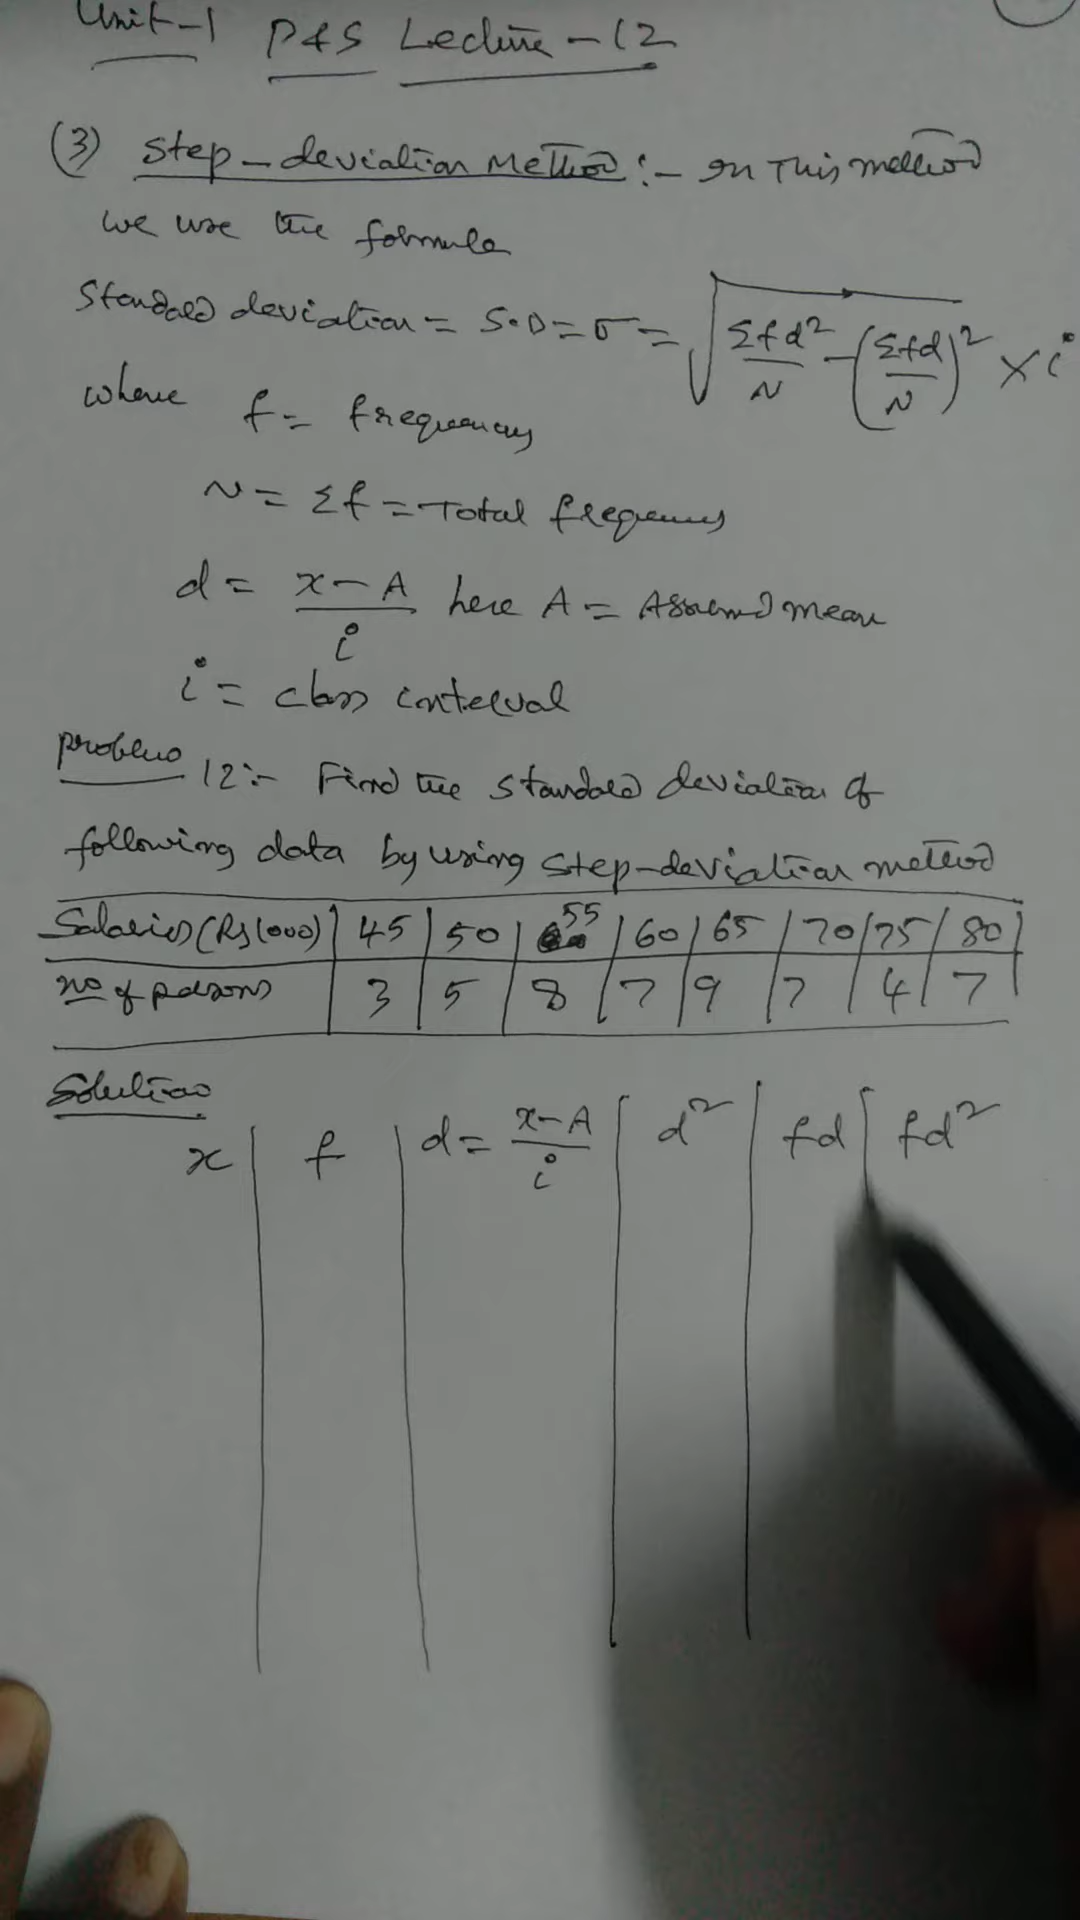 Unit-1 P&S Lecture-12
(3) Step-deviation Method:- In This method
we use the formula
Standard deviation = S.D = σ = √(Σfd²/N - (Σfd/N)²) × i
where f = frequency
N = Σf = Total frequency
d = (x-A)/i here A = Assumed mean
i = class interval
problem 12:- Find the standard deviation of
following data by using step-deviation method
Salaries (Rs 1000) | 45 | 50 | 55 | 60 | 65 | 70 | 75 | 80
no of persons | 3 | 5 | 8 | 7 | 9 | 7 | 4 | 7
Solution
x | f | d = (x-A)/i | d² | fd | fd²